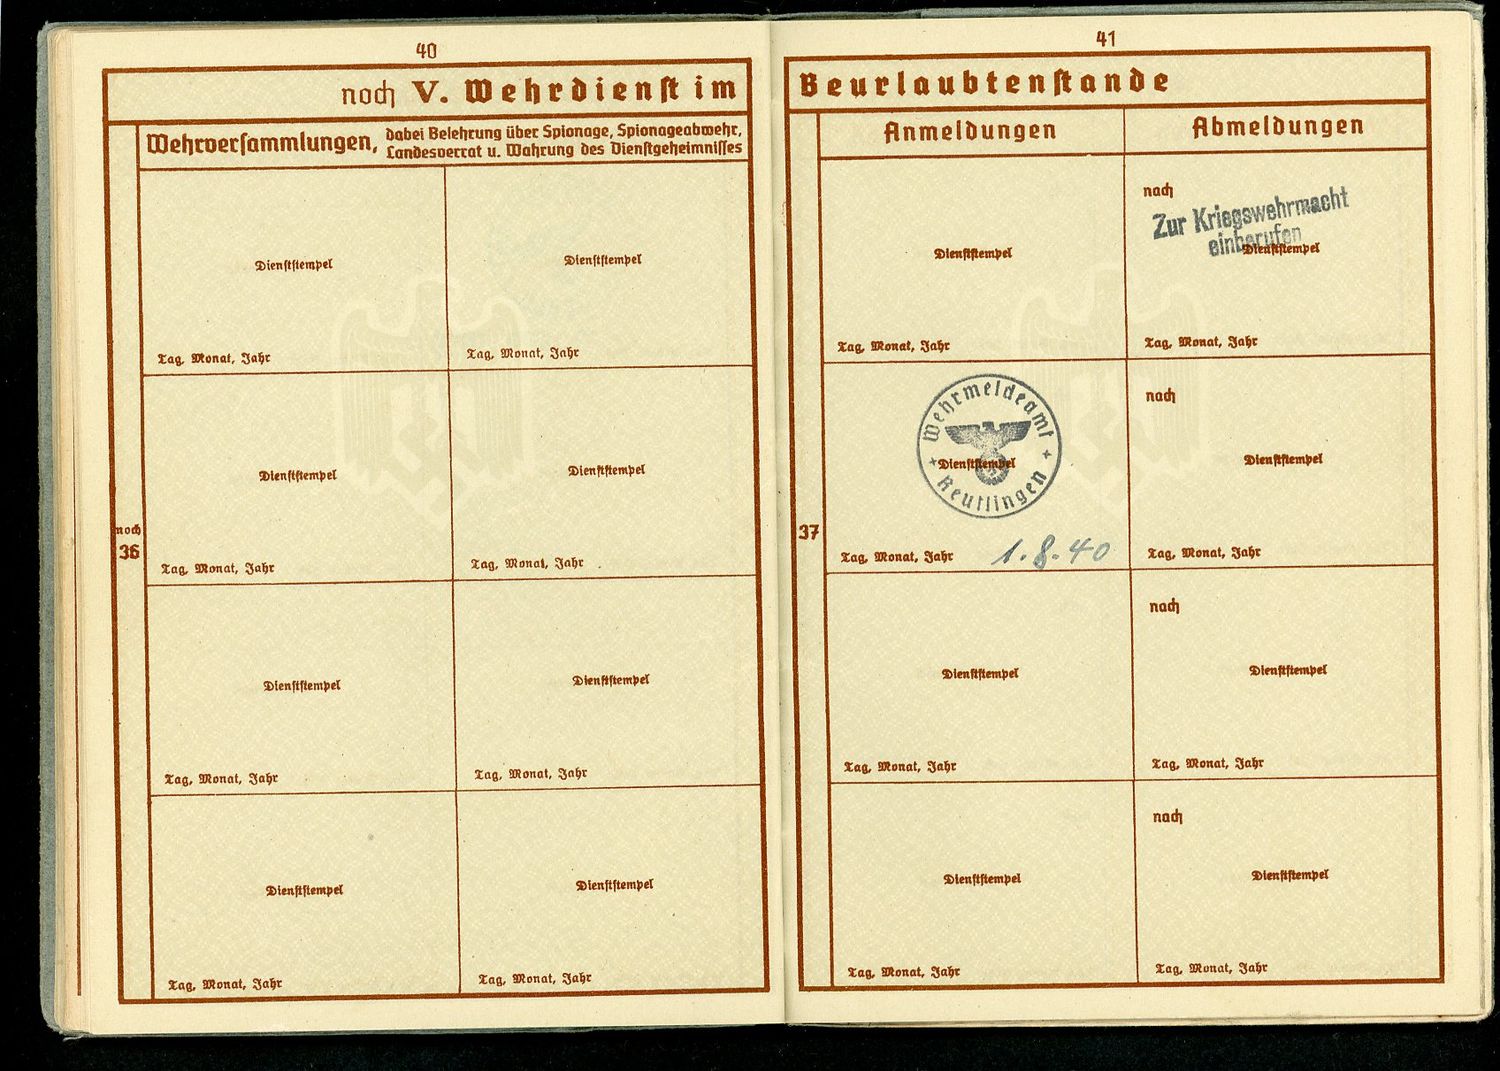 40
noch V. Wehrdienst im
Wehrversammlungen, dabei Belehrung über Spionage, Spionageabwehr,
Landesverrat u. Wahrung des Dienstgeheimnisses
Dienststempel
Dienststempel
Tag, Monat, Jahr
Tag, Monat, Jahr
Dienststempel
Dienststempel
noch
36
Tag, Monat, Jahr
Tag, Monat, Jahr
Dienststempel
Dienststempel
Tag, Monat, Jahr
Tag, Monat, Jahr
Dienststempel
Dienststempel
Tag, Monat, Jahr
Tag, Monat, Jahr
41
Beurlaubtenstande
Anmeldungen
Abmeldungen
nach
Zur Kriegswehrmacht
einberufen
Dienststempel
Dienststempel
Tag, Monat, Jahr
Tag, Monat, Jahr
Wehrmeldeamt
Reutlingen
Dienststempel
nach
Dienststempel
37
Tag, Monat, Jahr 1.8.40
Tag, Monat, Jahr
nach
Dienststempel
Dienststempel
Tag, Monat, Jahr
Tag, Monat, Jahr
nach
Dienststempel
Dienststempel
Tag, Monat, Jahr
Tag, Monat, Jahr